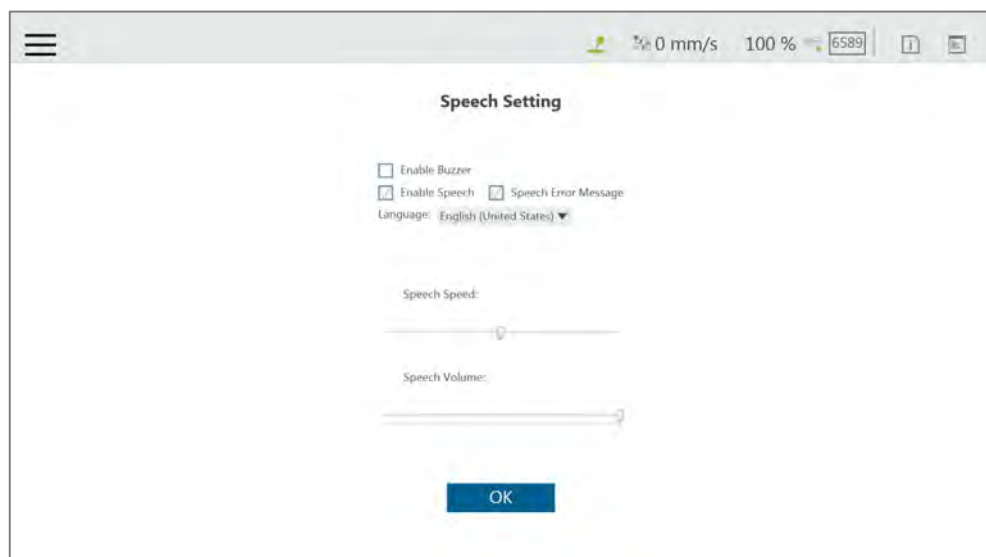 0 mm/s 100 % 6589
Speech Setting
Enable Buzzer
Enable Speech Speech Error Message
Language: English (United States)
Speech Speed:
Speech Volume:
OK